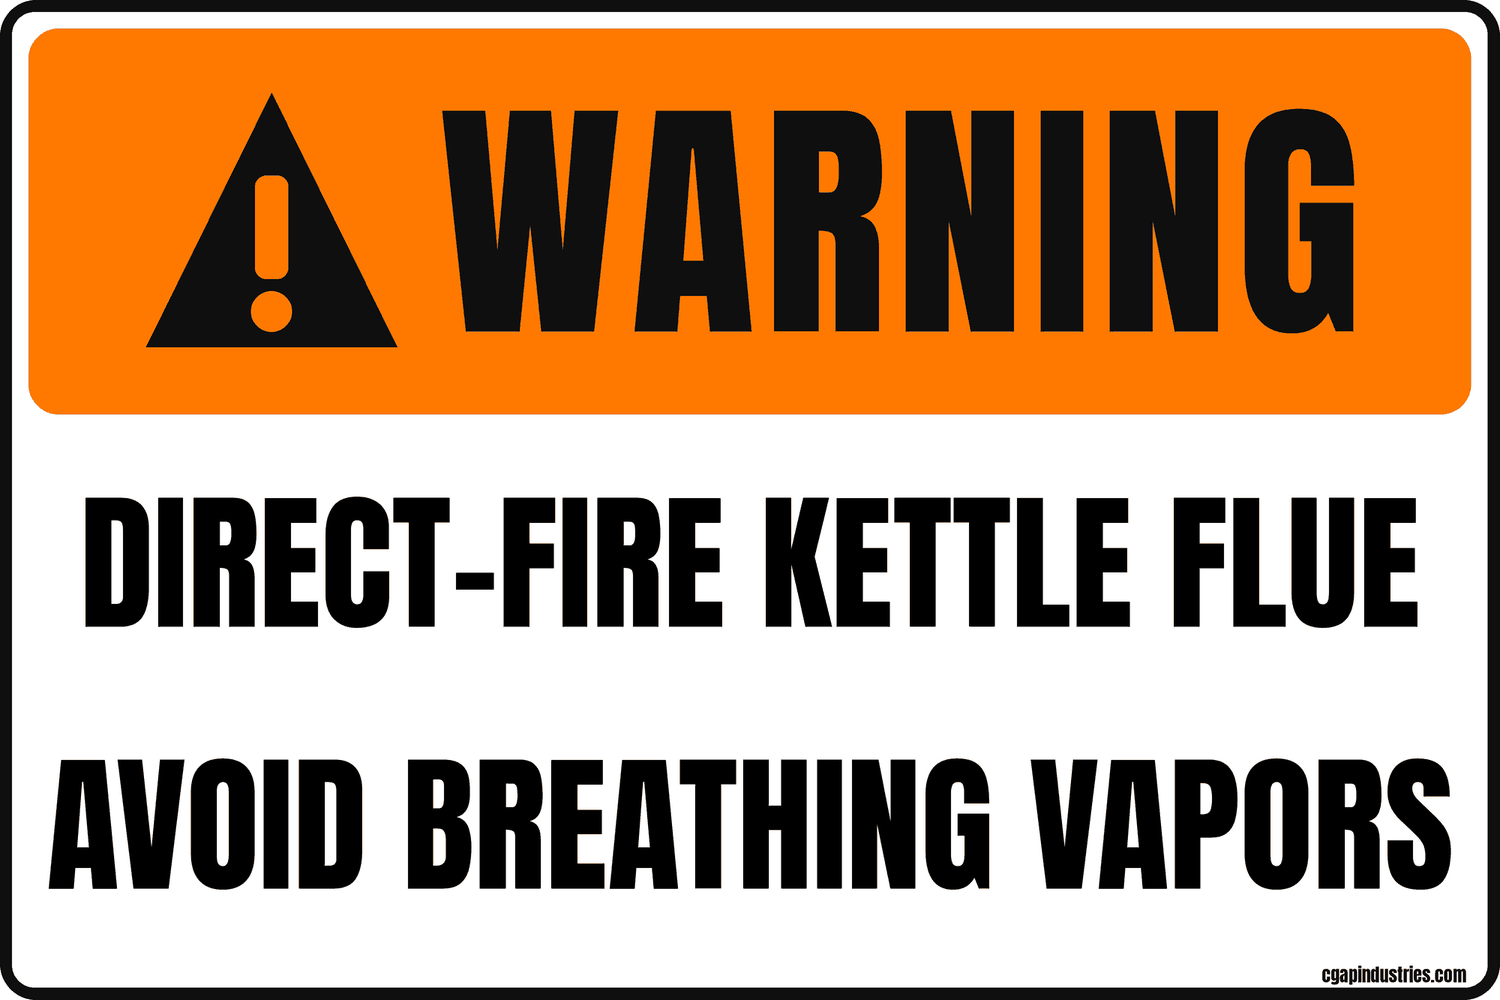 WARNING
DIRECT-FIRE KETTLE FLUE
AVOID BREATHING VAPORS
cgapindustries.com